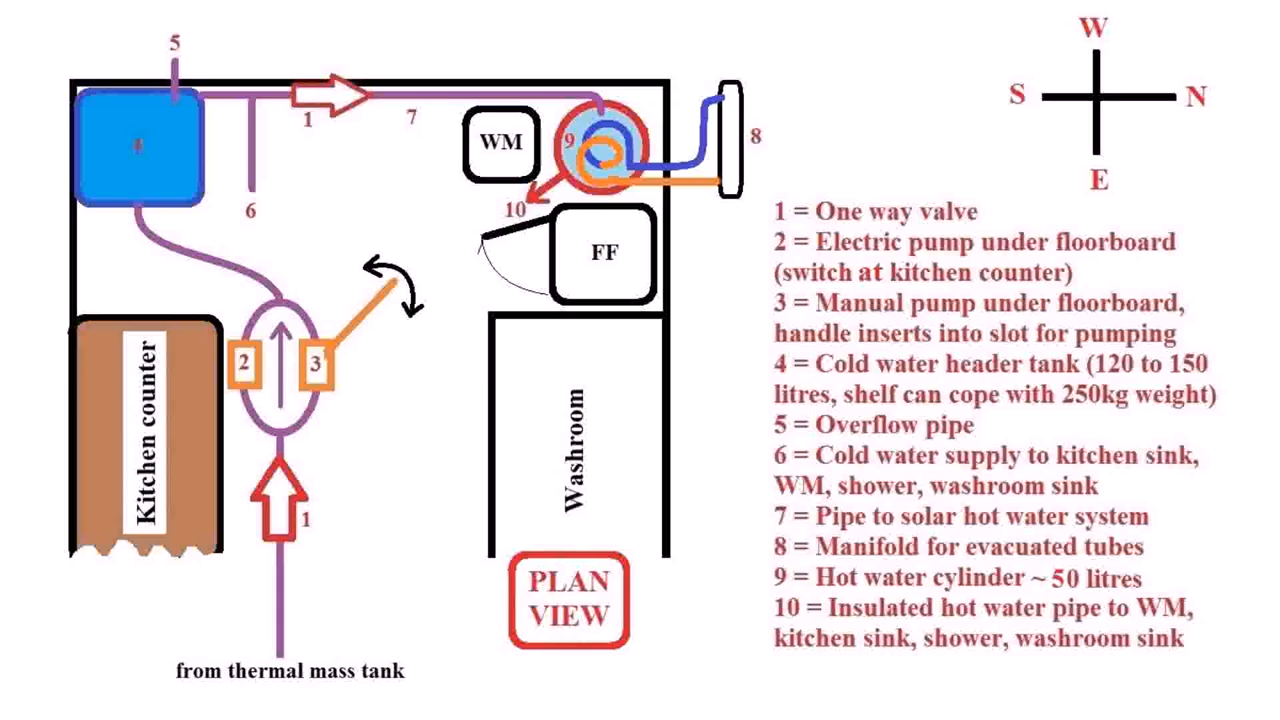 W
S
N
E
5
1
7
6
4
WM
9
8
10
FF
2
3
1
Kitchen counter
Washroom
PLAN
VIEW
from thermal mass tank
1 = One way valve
2 = Electric pump under floorboard
(switch at kitchen counter)
3 = Manual pump under floorboard,
handle inserts into slot for pumping
4 = Cold water header tank (120 to 150
litres, shelf can cope with 250kg weight)
5 = Overflow pipe
6 = Cold water supply to kitchen sink,
WM, shower, washroom sink
7 = Pipe to solar hot water system
8 = Manifold for evacuated tubes
9 = Hot water cylinder ~ 50 litres
10 = Insulated hot water pipe to WM,
kitchen sink, shower, washroom sink